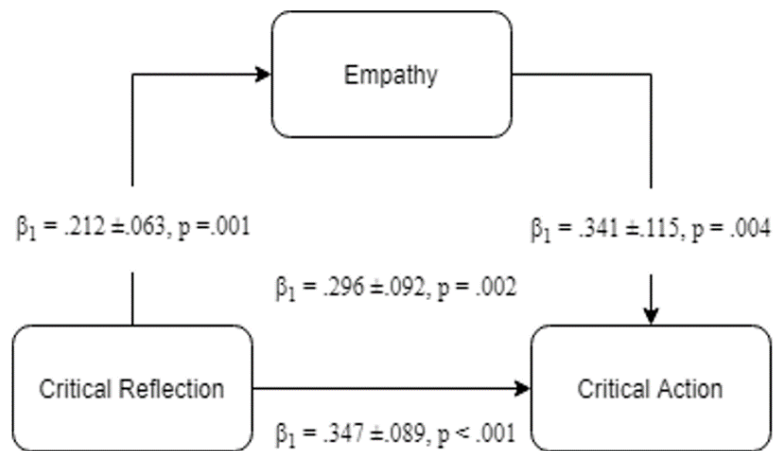 Empathy
β₁ = .212 ±.063, p =.001
β₁ = .341 ±.115, p = .004
β₁ = .296 ±.092, p = .002
Critical Reflection
Critical Action
β₁ = .347 ±.089, p < .001